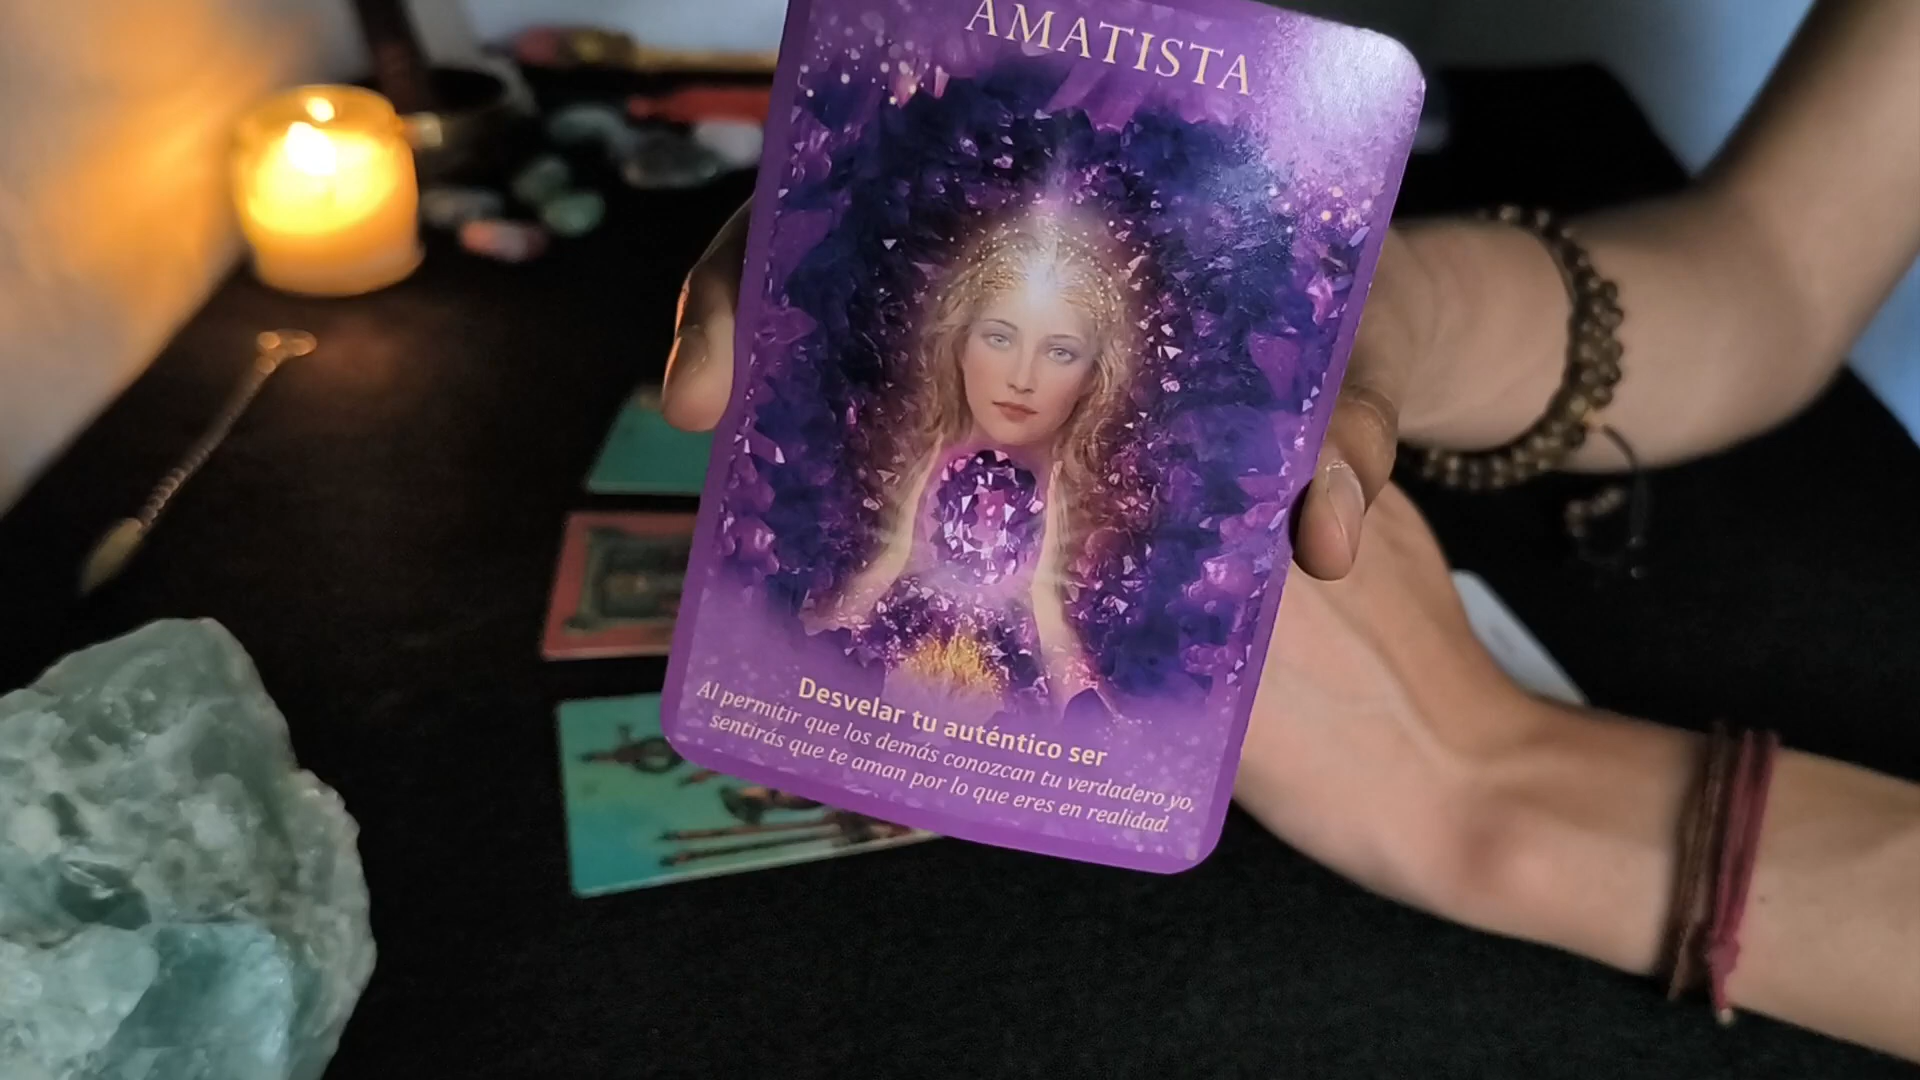 AMATISTA
Desvelar tu auténtico ser
Al permitir que los demás conozcan tu verdadero yo,
sentirás que te aman por lo que eres en realidad.